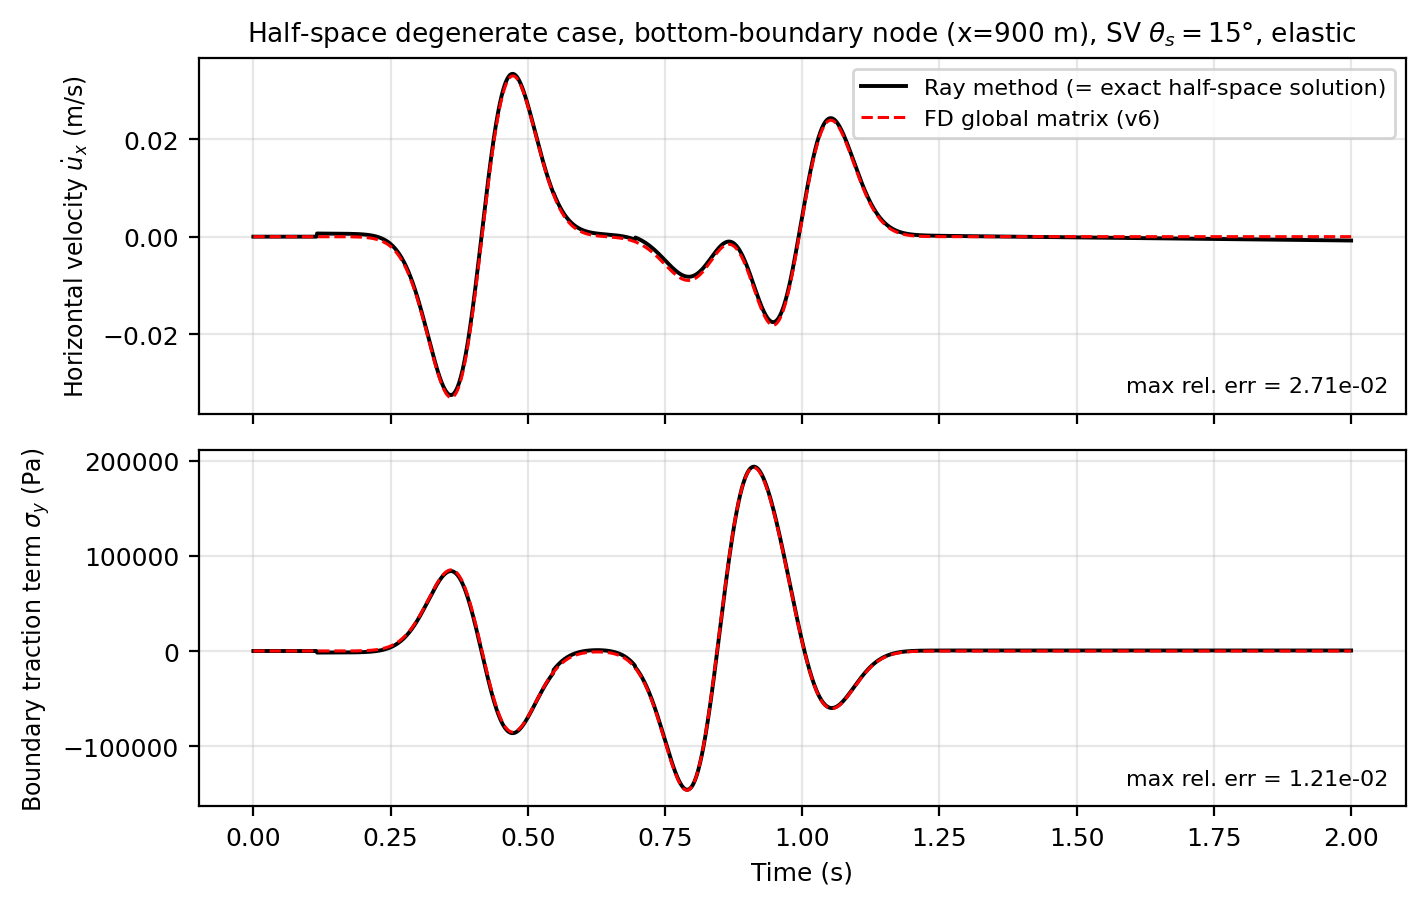 Half-space degenerate case, bottom-boundary node (x=900 m), SV θₛ = 15°, elastic
Horizontal velocity u̇ₓ (m/s)
0.02
0.00
−0.02
Ray method (= exact half-space solution)
FD global matrix (v6)
max rel. err = 2.71e-02
Boundary traction term σ_y (Pa)
200000
100000
0
−100000
max rel. err = 1.21e-02
0.00 0.25 0.50 0.75 1.00 1.25 1.50 1.75 2.00
Time (s)